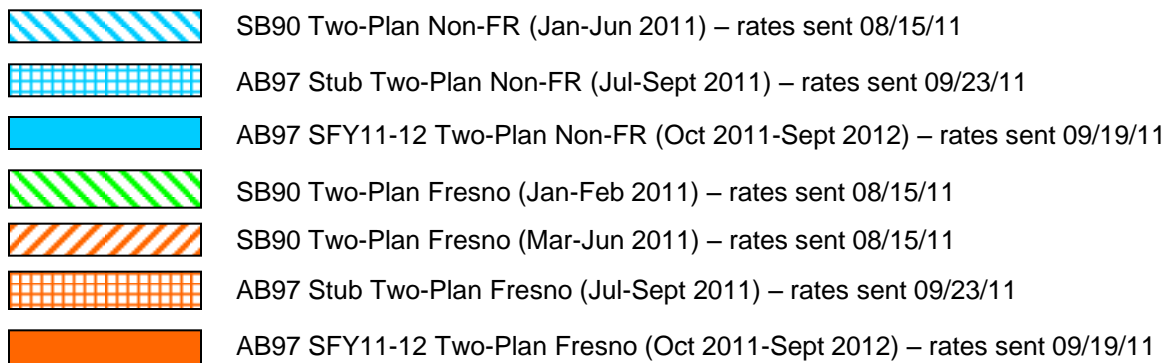 SB90 Two-Plan Non-FR (Jan-Jun 2011) – rates sent 08/15/11
AB97 Stub Two-Plan Non-FR (Jul-Sept 2011) – rates sent 09/23/11
AB97 SFY11-12 Two-Plan Non-FR (Oct 2011-Sept 2012) – rates sent 09/19/11
SB90 Two-Plan Fresno (Jan-Feb 2011) – rates sent 08/15/11
SB90 Two-Plan Fresno (Mar-Jun 2011) – rates sent 08/15/11
AB97 Stub Two-Plan Fresno (Jul-Sept 2011) – rates sent 09/23/11
AB97 SFY11-12 Two-Plan Fresno (Oct 2011-Sept 2012) – rates sent 09/19/11